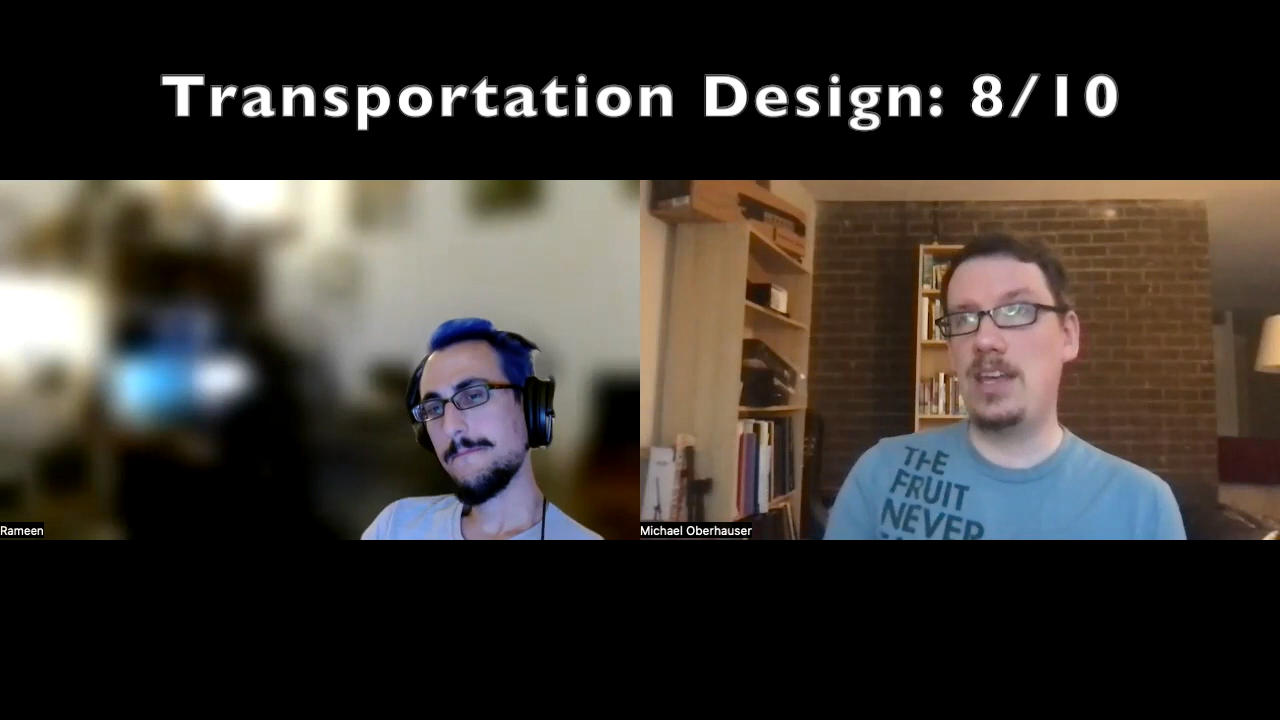 Transportation Design: 8/10
THE
FRUIT
NEVER
Rameen
Michael Oberhauser